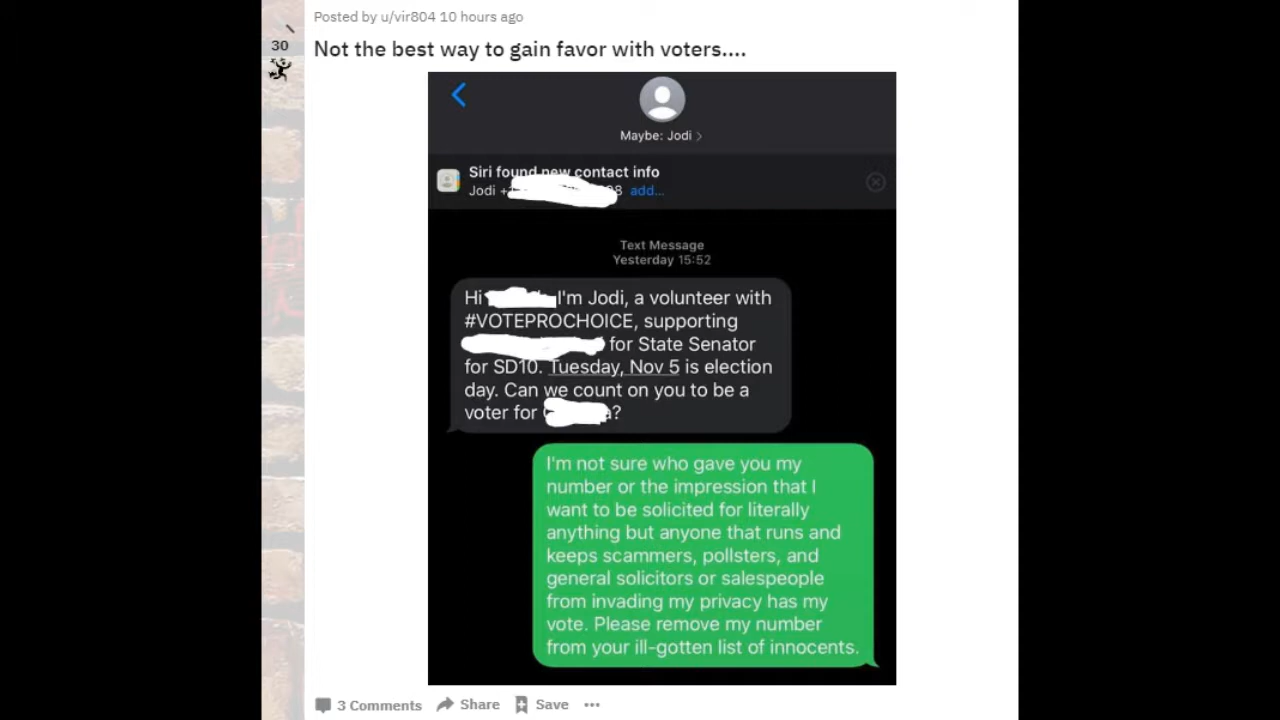 Posted by u/vir804 10 hours ago
30
Not the best way to gain favor with voters....
Maybe: Jodi >
Siri found new contact info
Jodi + 8 add...
Text Message
Yesterday 15:52
Hi I'm Jodi, a volunteer with
#VOTEPROCHOICE, supporting
for State Senator
for SD10. Tuesday, Nov 5 is election
day. Can we count on you to be a
voter for a?
I'm not sure who gave you my
number or the impression that I
want to be solicited for literally
anything but anyone that runs and
keeps scammers, pollsters, and
general solicitors or salespeople
from invading my privacy has my
vote. Please remove my number
from your ill-gotten list of innocents.
3 Comments Share Save ...